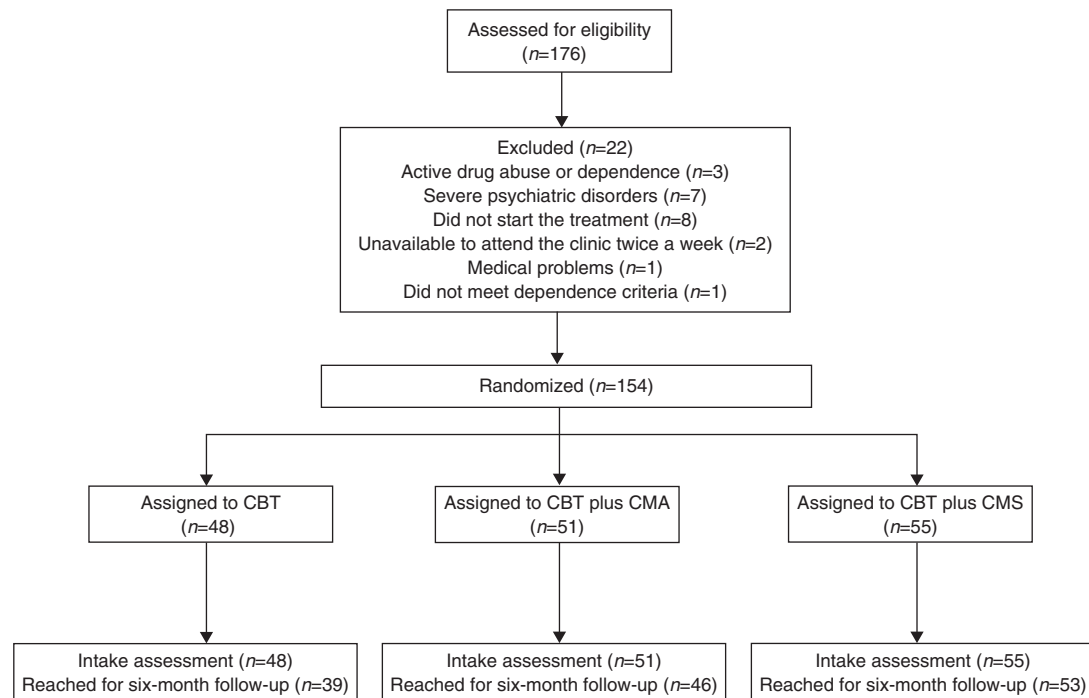 Assessed for eligibility
(n=176)
Excluded (n=22)
Active drug abuse or dependence (n=3)
Severe psychiatric disorders (n=7)
Did not start the treatment (n=8)
Unavailable to attend the clinic twice a week (n=2)
Medical problems (n=1)
Did not meet dependence criteria (n=1)
Randomized (n=154)
Assigned to CBT
(n=48)
Assigned to CBT plus CMA
(n=51)
Assigned to CBT plus CMS
(n=55)
Intake assessment (n=48)
Reached for six-month follow-up (n=39)
Intake assessment (n=51)
Reached for six-month follow-up (n=46)
Intake assessment (n=55)
Reached for six-month follow-up (n=53)